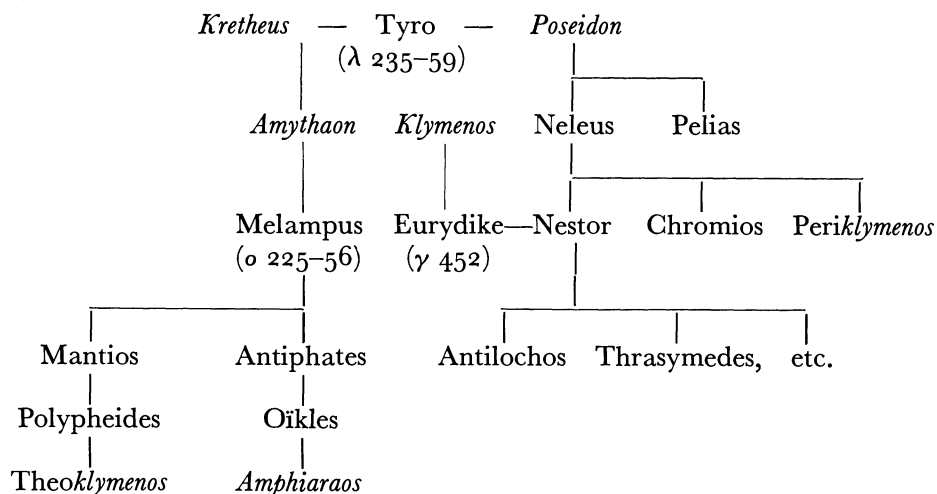 Kretheus — Tyro — Poseidon
(λ 235–59)
Amythaon Klymenos Neleus Pelias
Melampus Eurydike—Nestor Chromios Periklymenos
(ο 225–56) (γ 452)
Mantios Antiphates Antilochos Thrasymedes, etc.
Polypheides Oïkles
Theoklymenos Amphiaraos